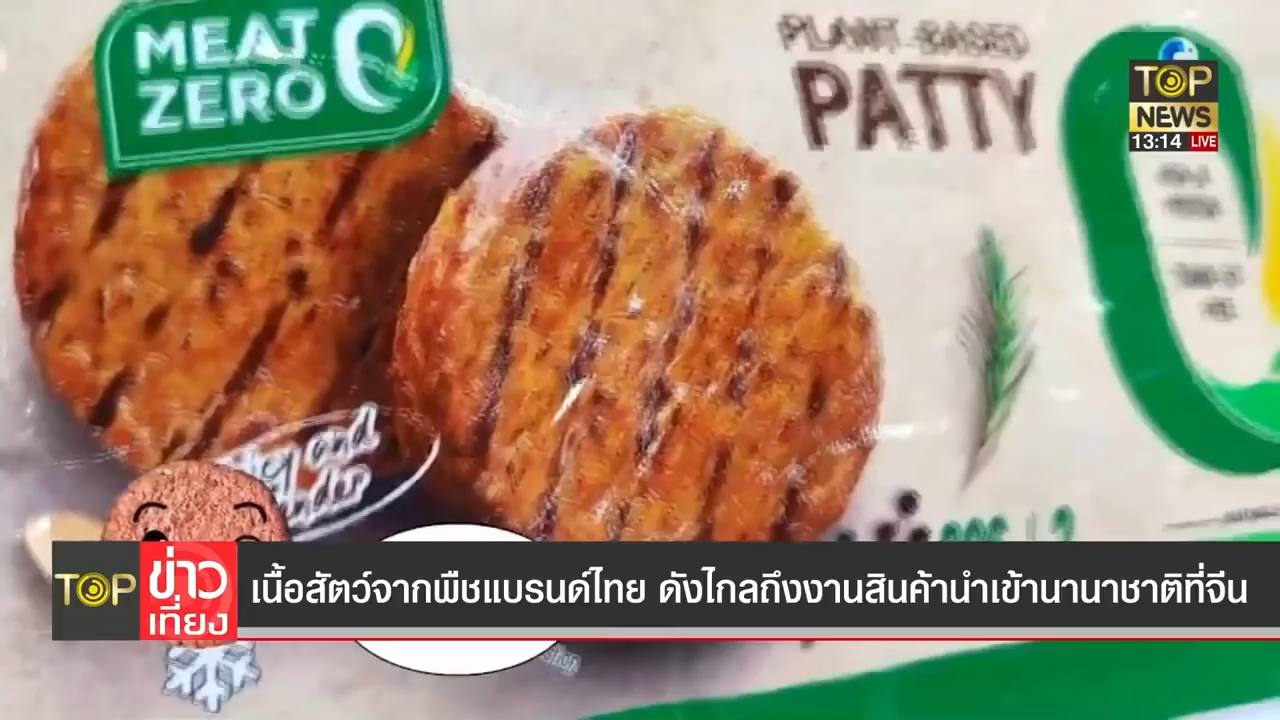 MEAT
ZERO
PLANT-BASED
PATTY
TOP
NEWS
13:14 LIVE
and
TOP
ข่าว
เที่ยง
เนื้อสัตว์จากพืชแบรนด์ไทย ดังไกลถึงงานสินค้านำเข้านานาชาติที่จีน